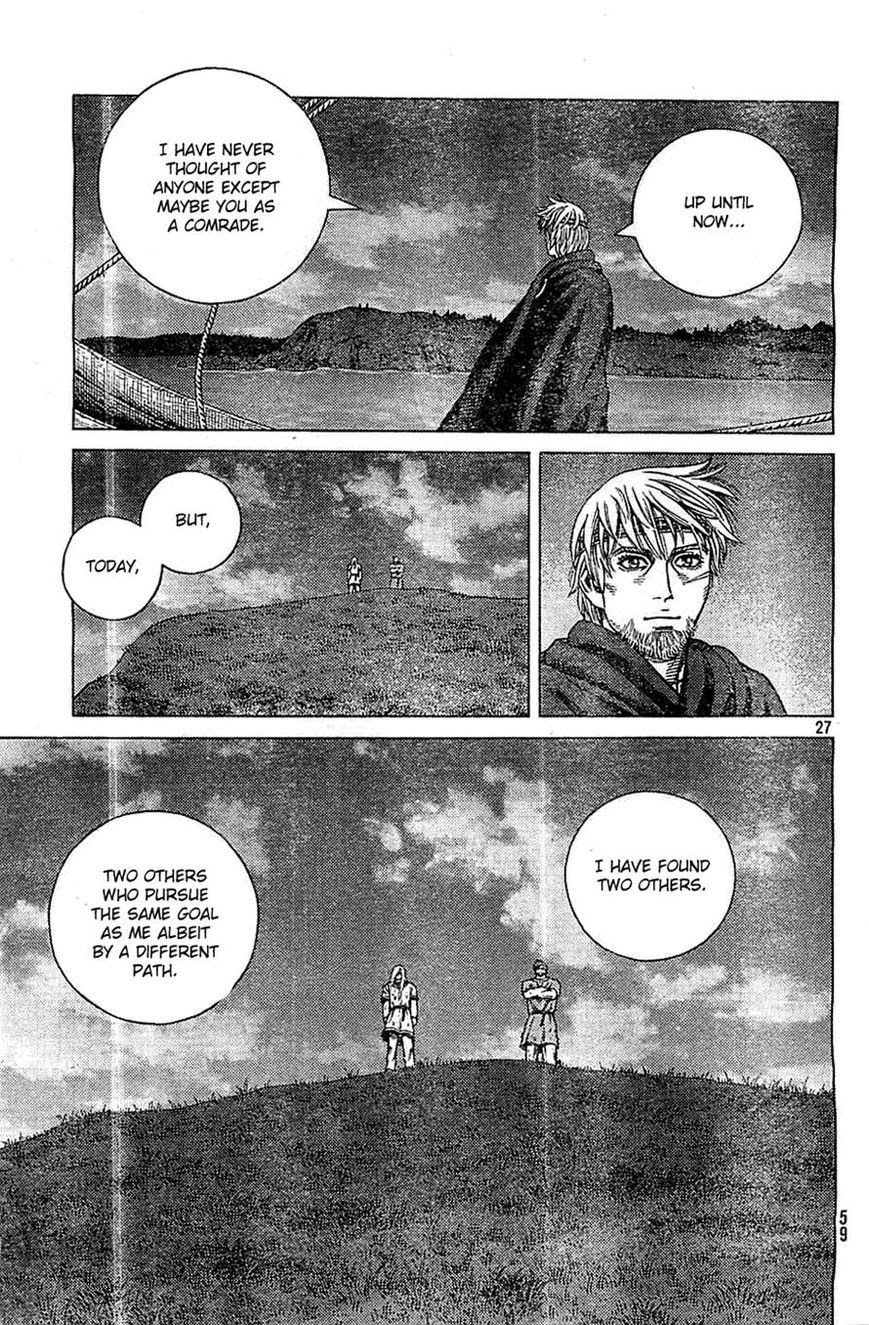 UP UNTIL
NOW...
I HAVE NEVER
THOUGHT OF
ANYONE EXCEPT
MAYBE YOU AS
A COMRADE.
BUT,
TODAY,
27
I HAVE FOUND
TWO OTHERS.
TWO OTHERS
WHO PURSUE
THE SAME GOAL
AS ME ALBEIT
BY A DIFFERENT
PATH.
59